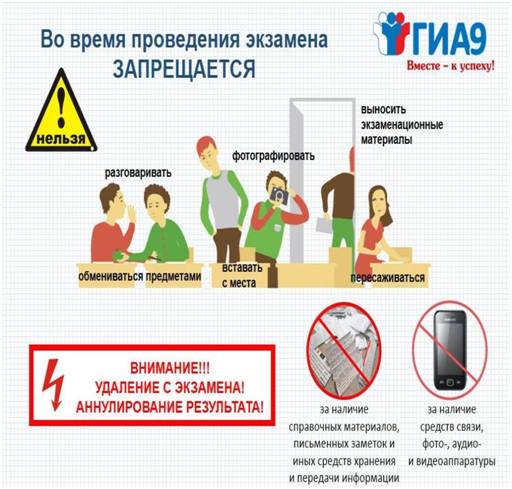 Во время проведения экзамена
ЗАПРЕЩАЕТСЯ
ГИА9
Вместе – к успеху!
нельзя
разговаривать
фотографировать
выносить
экзаменационные
материалы
обмениваться предметами
вставать
с места
пересаживаться
ВНИМАНИЕ!!!
УДАЛЕНИЕ С ЭКЗАМЕНА!
АННУЛИРОВАНИЕ РЕЗУЛЬТАТА!
за наличие
справочных материалов,
письменных заметок и
иных средств хранения
и передачи информации
за наличие
средств связи,
фото-, аудио-
и видеоаппаратуры